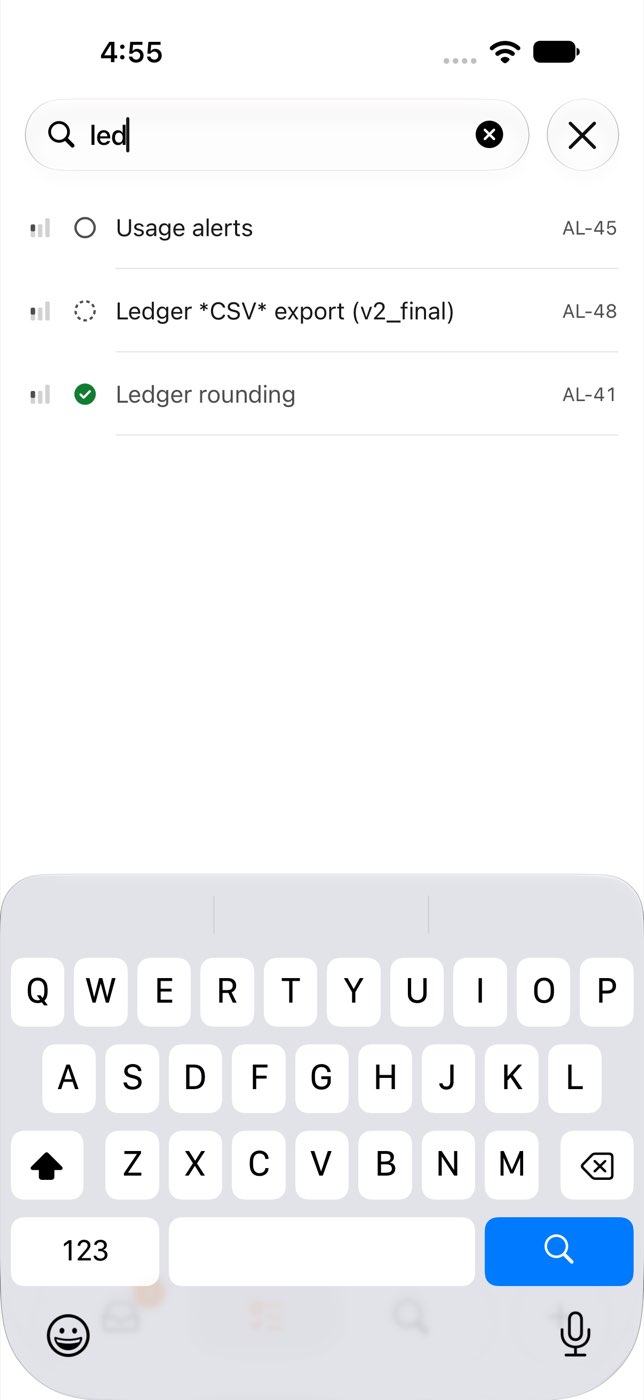 4:55
led
Usage alerts AL-45
Ledger *CSV* export (v2_final) AL-48
Ledger rounding AL-41
Q W E R T Y U I O P
A S D F G H J K L
Z X C V B N M
123